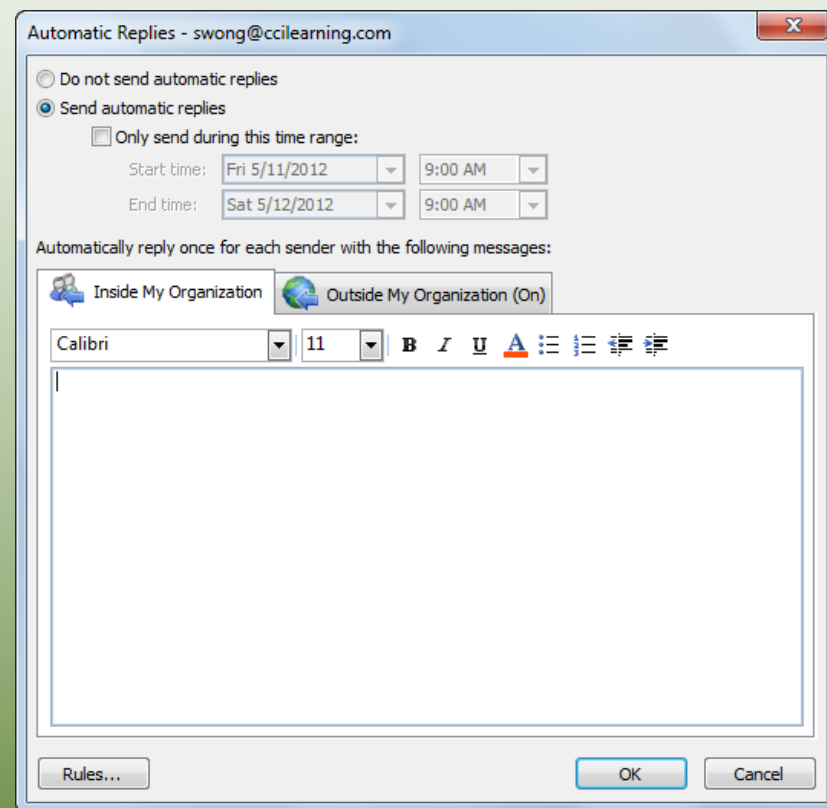 Automatic Replies - swong@ccilearning.com
Do not send automatic replies
Send automatic replies
Only send during this time range:
Start time: Fri 5/11/2012 9:00 AM
End time: Sat 5/12/2012 9:00 AM
Automatically reply once for each sender with the following messages:
Inside My Organization Outside My Organization (On)
Calibri 11 B I U A
Rules... OK Cancel